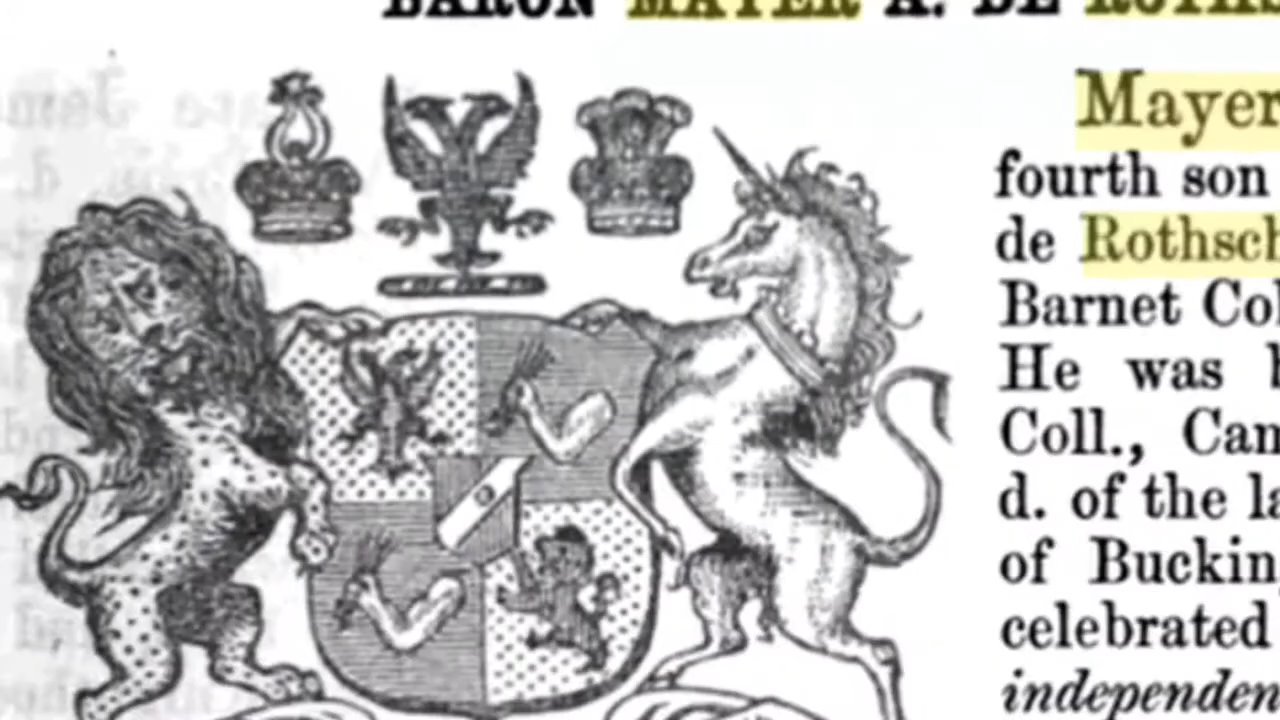 BARON MAYER A. DE ROTHS
Mayer
fourth son
de Rothsch
Barnet Col
He was h
Coll., Cam
d. of the la
of Buckin
celebrated
independen